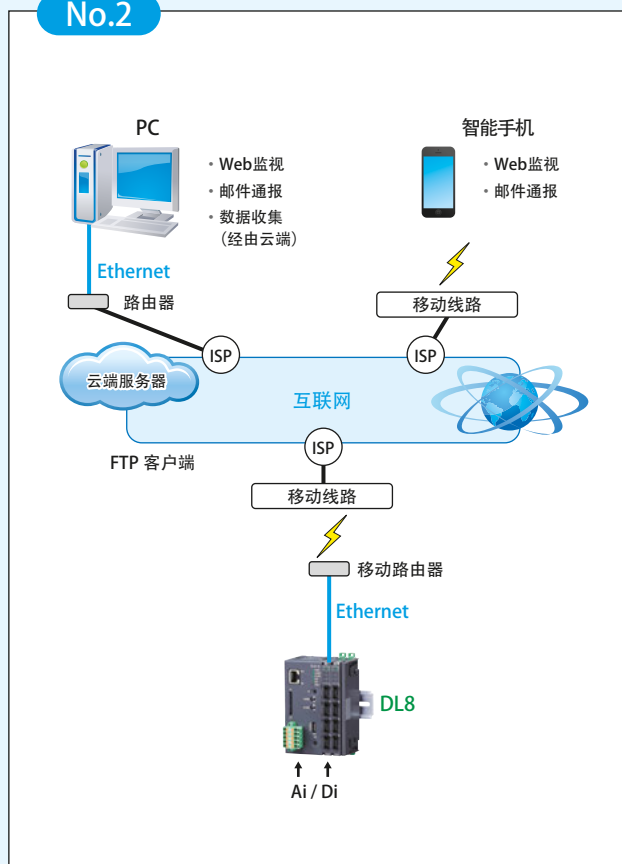 No.2
PC
・Web监视
・邮件通报
・数据收集
（经由云端）
智能手机
・Web监视
・邮件通报
Ethernet
路由器
移动线路
ISP
ISP
云端服务器
互联网
ISP
FTP 客户端
移动线路
移动路由器
Ethernet
DL8
Ai / Di